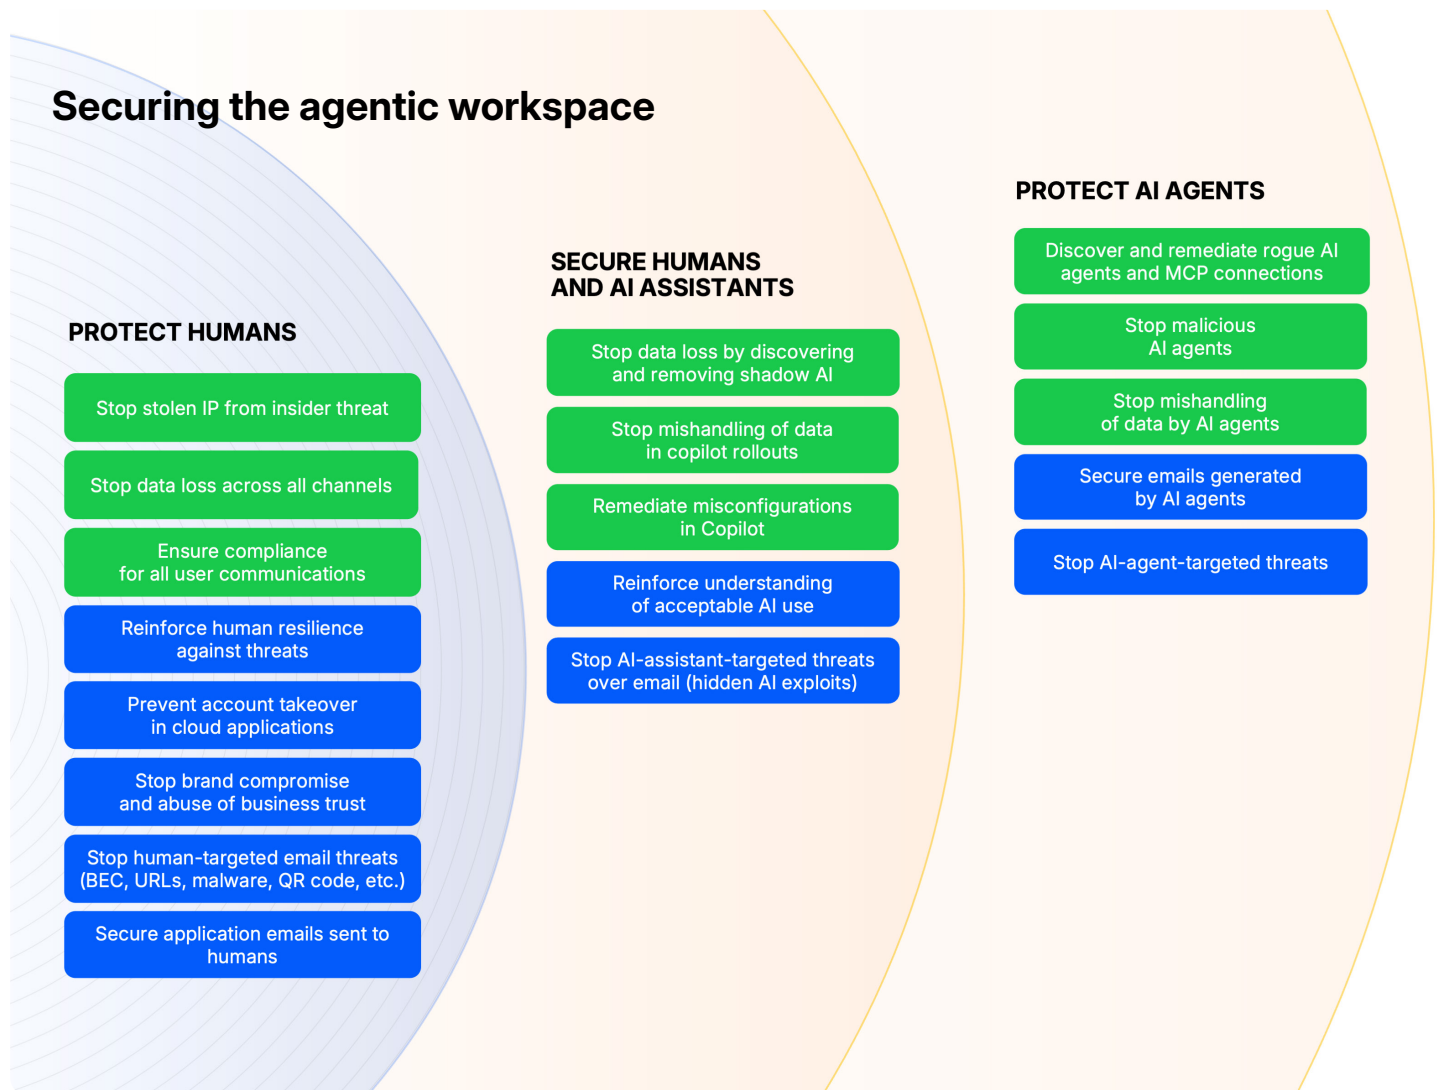 Securing the agentic workspace
PROTECT HUMANS
Stop stolen IP from insider threat
Stop data loss across all channels
Ensure compliance
for all user communications
Reinforce human resilience
against threats
Prevent account takeover
in cloud applications
Stop brand compromise
and abuse of business trust
Stop human-targeted email threats
(BEC, URLs, malware, QR code, etc.)
Secure application emails sent to
humans
SECURE HUMANS
AND AI ASSISTANTS
Stop data loss by discovering
and removing shadow AI
Stop mishandling of data
in copilot rollouts
Remediate misconfigurations
in Copilot
Reinforce understanding
of acceptable AI use
Stop AI-assistant-targeted threats
over email (hidden AI exploits)
PROTECT AI AGENTS
Discover and remediate rogue AI
agents and MCP connections
Stop malicious
AI agents
Stop mishandling
of data by AI agents
Secure emails generated
by AI agents
Stop AI-agent-targeted threats